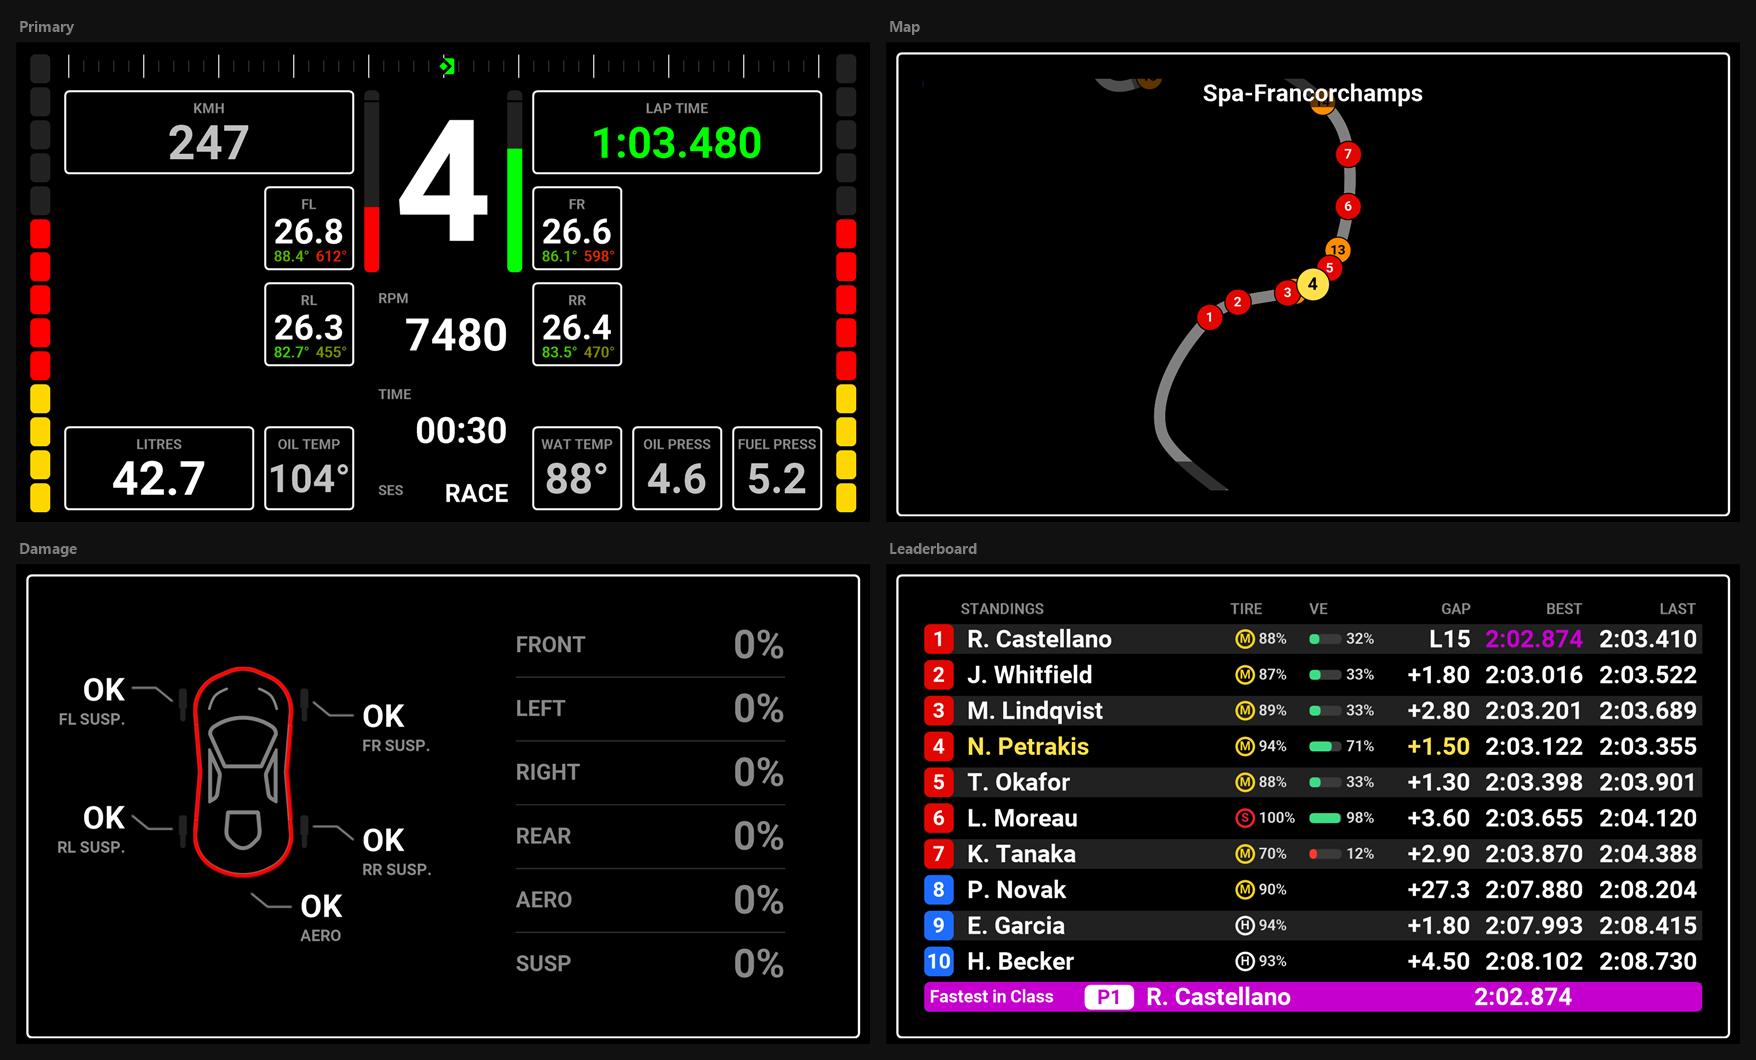 Primary
KMH
247
4
LAP TIME
1:03.480
FL
26.8
88.4° 612°
FR
26.6
86.1° 598°
RL
26.3
82.7° 455°
RPM
7480
RR
26.4
83.5° 470°
TIME
00:30
LITRES
42.7
OIL TEMP
104°
SES
RACE
WAT TEMP
88°
OIL PRESS
4.6
FUEL PRESS
5.2
Map
Spa-Francorchamps
7
6
13
5
4
3
2
1
Damage
OK
FL SUSP.
OK
FR SUSP.
OK
RL SUSP.
OK
RR SUSP.
OK
AERO
FRONT 0%
LEFT 0%
RIGHT 0%
REAR 0%
AERO 0%
SUSP 0%
Leaderboard
STANDINGS TIRE VE GAP BEST LAST
1 R. Castellano M 88% 32% L15 2:02.874 2:03.410
2 J. Whitfield M 87% 33% +1.80 2:03.016 2:03.522
3 M. Lindqvist M 89% 33% +2.80 2:03.201 2:03.689
4 N. Petrakis M 94% 71% +1.50 2:03.122 2:03.355
5 T. Okafor M 88% 33% +1.30 2:03.398 2:03.901
6 L. Moreau S 100% 98% +3.60 2:03.655 2:04.120
7 K. Tanaka M 70% 12% +2.90 2:03.870 2:04.388
8 P. Novak M 90% +27.3 2:07.880 2:08.204
9 E. Garcia H 94% +1.80 2:07.993 2:08.415
10 H. Becker H 93% +4.50 2:08.102 2:08.730
Fastest in Class P1 R. Castellano 2:02.874